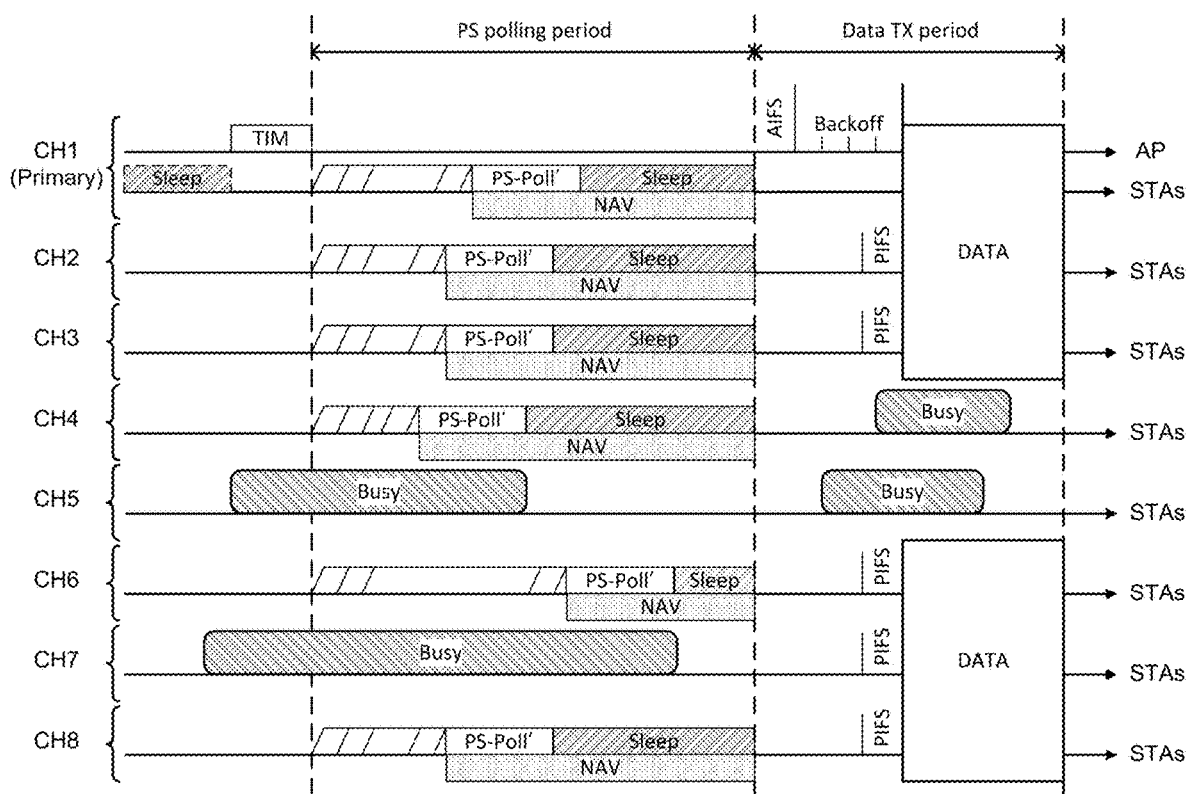 PS polling period
Data TX period
AIFS
Backoff
TIM
CH1
(Primary)
AP
Sleep
PS-Poll'
Sleep
STAs
NAV
CH2
PS-Poll'
Sleep
PIFS
DATA
STAs
NAV
CH3
PS-Poll'
Sleep
PIFS
STAs
NAV
CH4
PS-Poll'
Sleep
Busy
STAs
NAV
CH5
Busy
Busy
STAs
CH6
PS-Poll'
Sleep
PIFS
STAs
NAV
CH7
Busy
PIFS
DATA
STAs
CH8
PS-Poll'
Sleep
PIFS
STAs
NAV